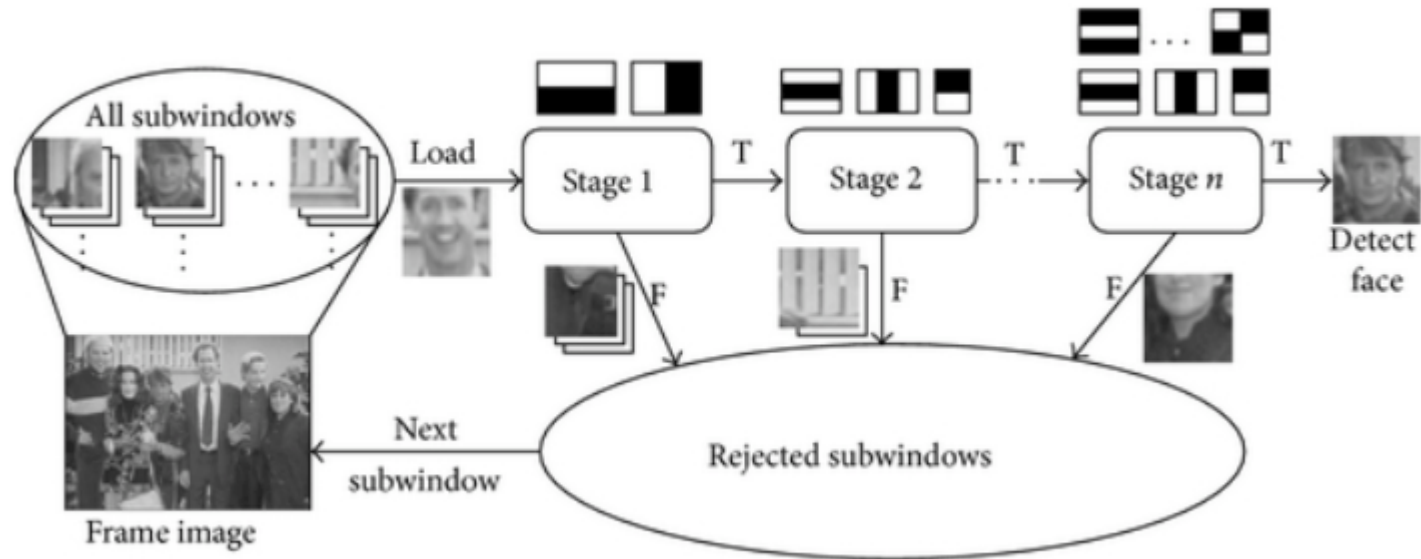 All subwindows
Load
Stage 1
T
Stage 2
T
Stage n
T
Detect
face
F
F
F
Rejected subwindows
Next
subwindow
Frame image